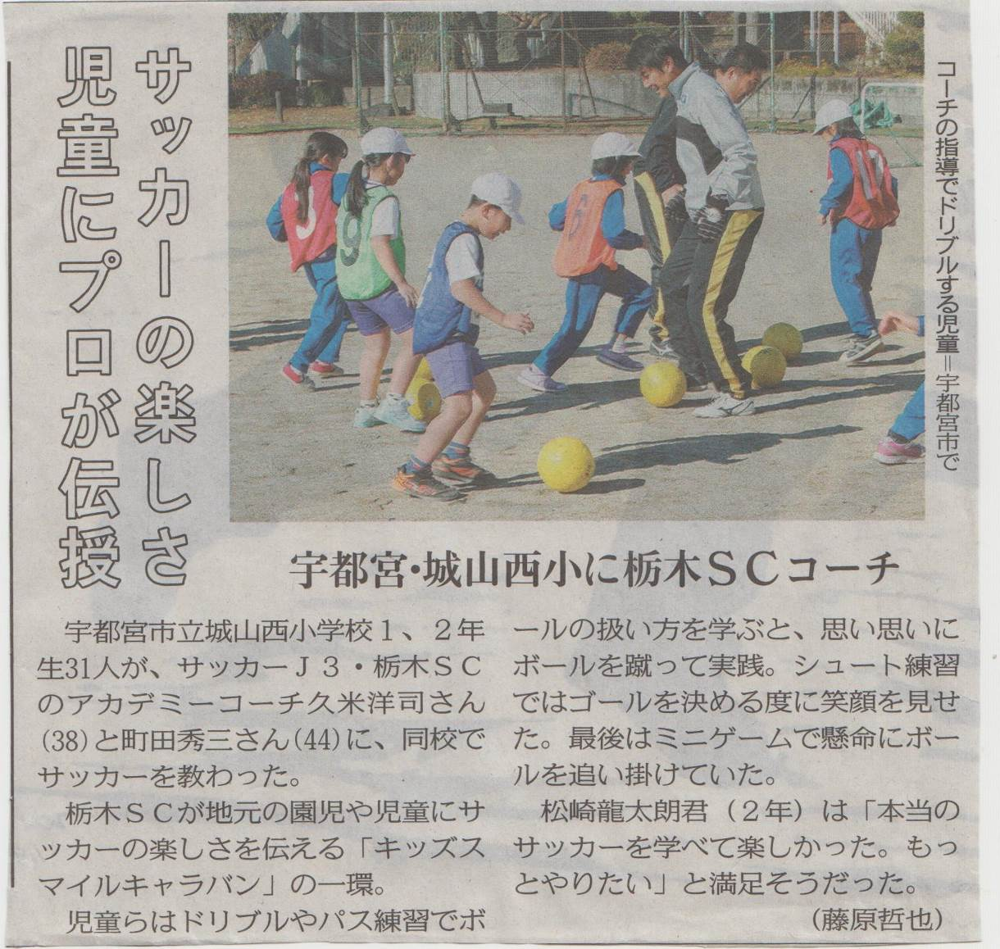 サッカーの楽しさ
児童にプロが伝授
コーチの指導でドリブルする児童＝宇都宮市で
宇都宮・城山西小に栃木ＳＣコーチ
宇都宮市立城山西小学校１、２年
生31人が、サッカーＪ３・栃木ＳＣ
のアカデミーコーチ久米洋司さん
(38)と町田秀三さん(44)に、同校で
サッカーを教わった。
栃木ＳＣが地元の園児や児童にサ
ッカーの楽しさを伝える「キッズス
マイルキャラバン」の一環。
児童らはドリブルやパス練習でボ
ールの扱い方を学ぶと、思い思いに
ボールを蹴って実践。シュート練習
ではゴールを決める度に笑顔を見せ
た。最後はミニゲームで懸命にボー
ルを追い掛けていた。
松崎龍太朗君（２年）は「本当の
サッカーを学べて楽しかった。もっ
とやりたい」と満足そうだった。
（藤原哲也）
9